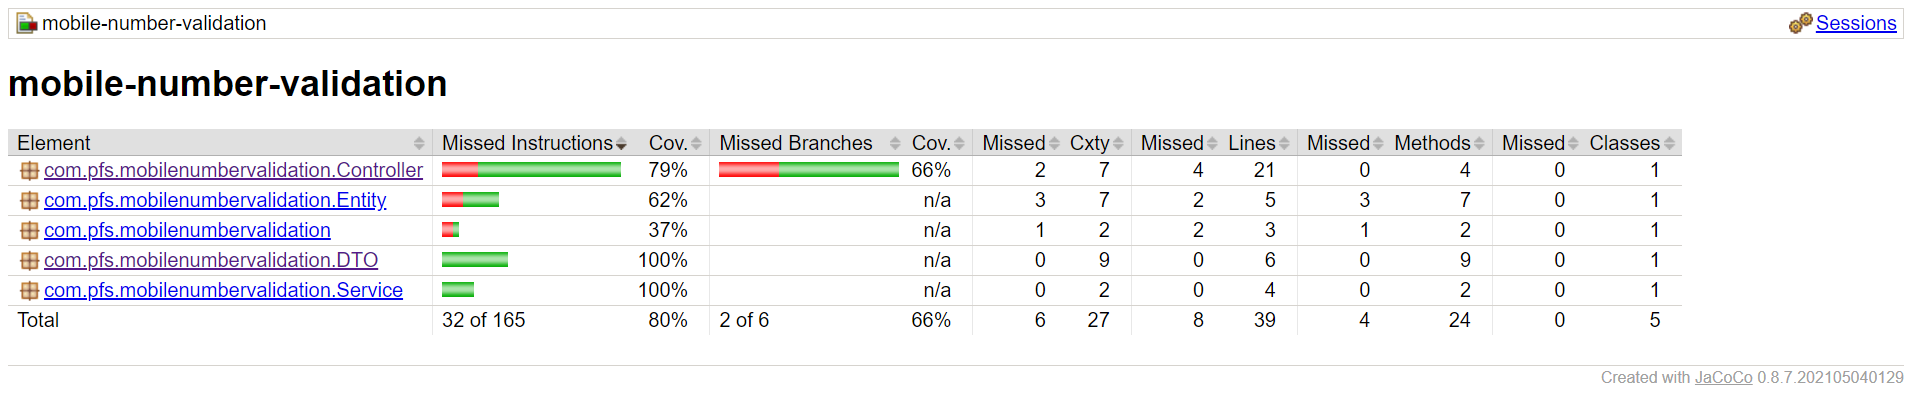 mobile-number-validation Sessions
mobile-number-validation
Element Missed Instructions Cov. Missed Branches Cov. Missed Cxty Missed Lines Missed Methods Missed Classes
com.pfs.mobilenumbervalidation.Controller 79% 66% 2 7 4 21 0 4 0 1
com.pfs.mobilenumbervalidation.Entity 62% n/a 3 7 2 5 3 7 0 1
com.pfs.mobilenumbervalidation 37% n/a 1 2 2 3 1 2 0 1
com.pfs.mobilenumbervalidation.DTO 100% n/a 0 9 0 6 0 9 0 1
com.pfs.mobilenumbervalidation.Service 100% n/a 0 2 0 4 0 2 0 1
Total 32 of 165 80% 2 of 6 66% 6 27 8 39 4 24 0 5
Created with JaCoCo 0.8.7.202105040129